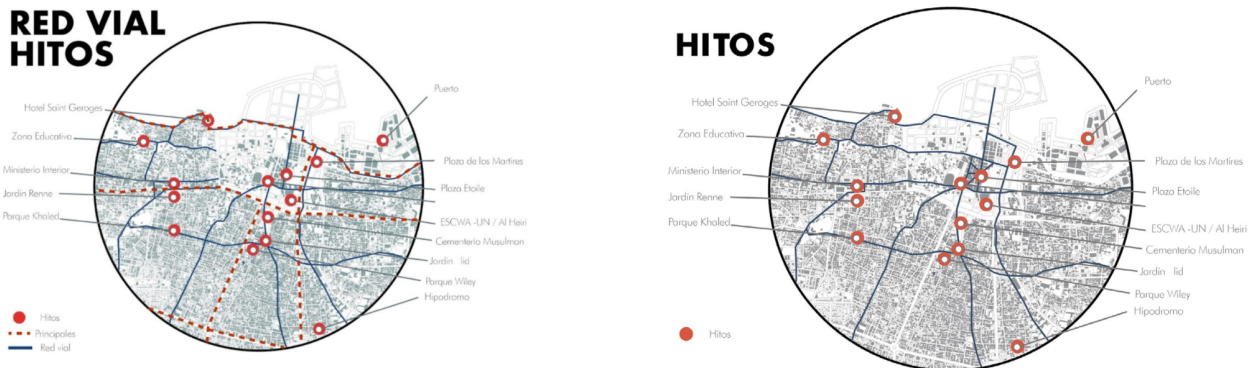 RED VIAL
HITOS
Hotel Saint Geroges
Zona Educativa
Ministerio Interior
Jardin Renne
Parque Khaled
Puerto
Plaza de los Martires
Plaza Etoile
ESCWA -UN / Al Heiri
Cementerio Musulman
Jardin lid
Parque Wiley
Hipodromo
Hitos
Principales
Red vial
HITOS
Hotel Saint Geroges
Zona Educativa
Ministerio Interior
Jardin Renne
Parque Khaled
Puerto
Plaza de los Martires
Plaza Etoile
ESCWA -UN / Al Heiri
Cementerio Musulman
Jardin lid
Parque Wiley
Hipodromo
Hitos